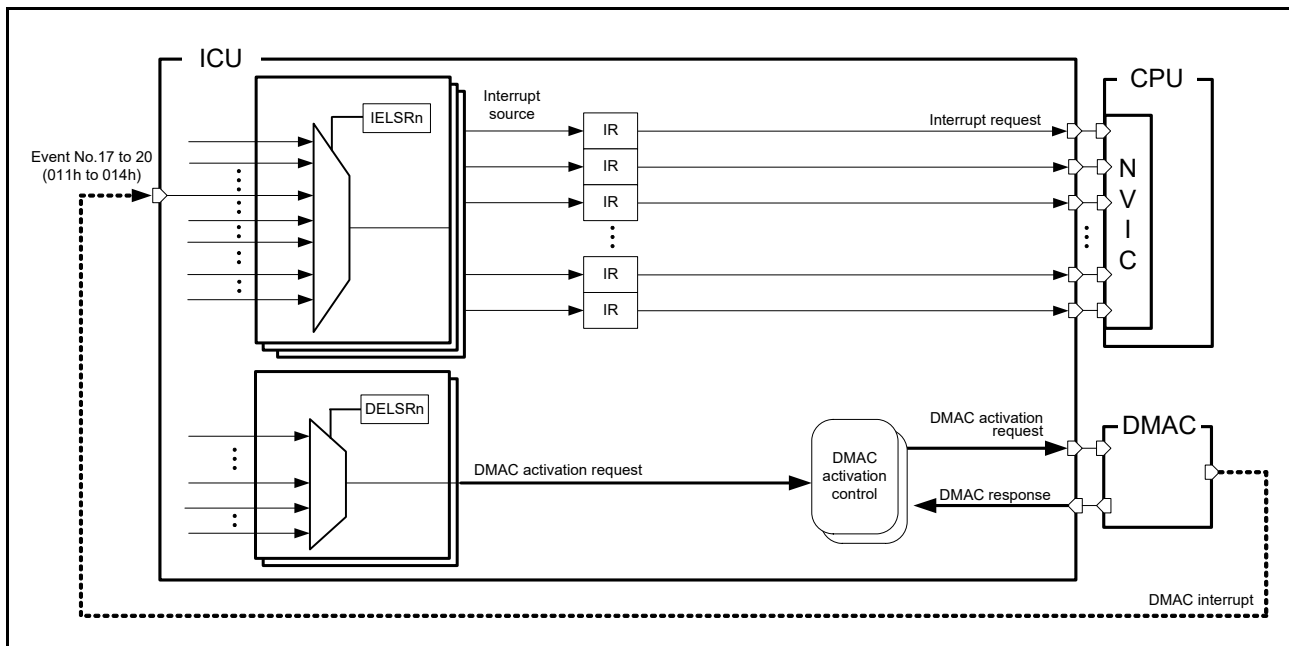 ICU
CPU
IELSRn
Interrupt
source
IR
Interrupt request
Event No.17 to 20
(011h to 014h)
IR
IR
N
V
I
C
IR
IR
DELSRn
DMAC activation request
DMAC
activation
control
DMAC activation
request
DMAC
DMAC response
DMAC interrupt